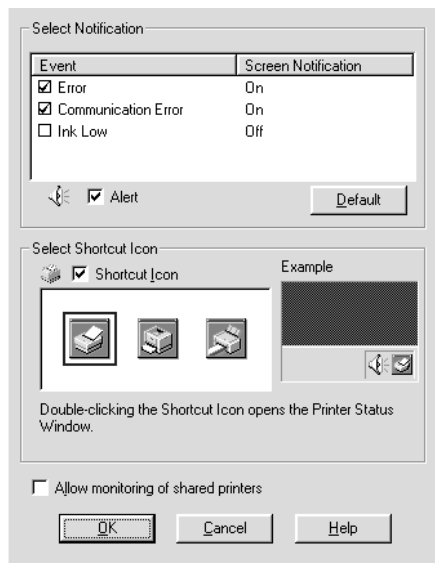 Select Notification
Event Screen Notification
Error On
Communication Error On
Ink Low Off
Alert Default
Select Shortcut Icon
Shortcut Icon Example
Double-clicking the Shortcut Icon opens the Printer Status
Window.
Allow monitoring of shared printers
OK Cancel Help